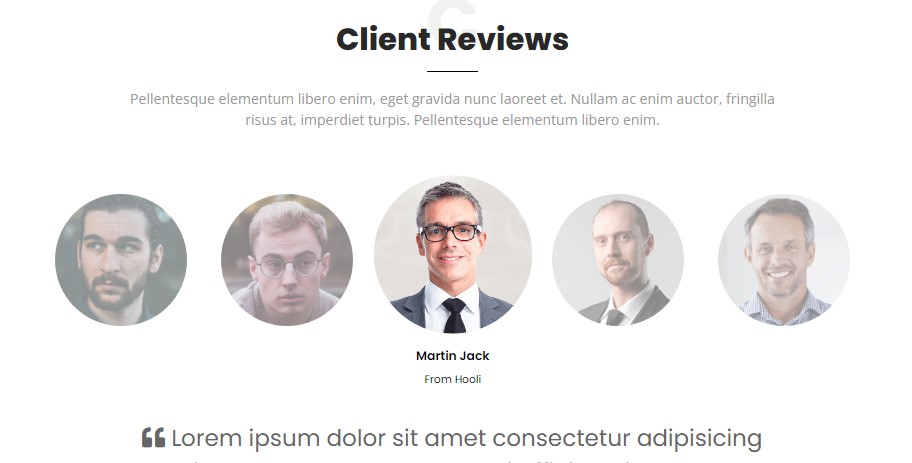 C
Client Reviews
Pellentesque elementum libero enim, eget gravida nunc laoreet et. Nullam ac enim auctor, fringilla
risus at, imperdiet turpis. Pellentesque elementum libero enim.
Martin Jack
From Hooli
❝ Lorem ipsum dolor sit amet consectetur adipisicing